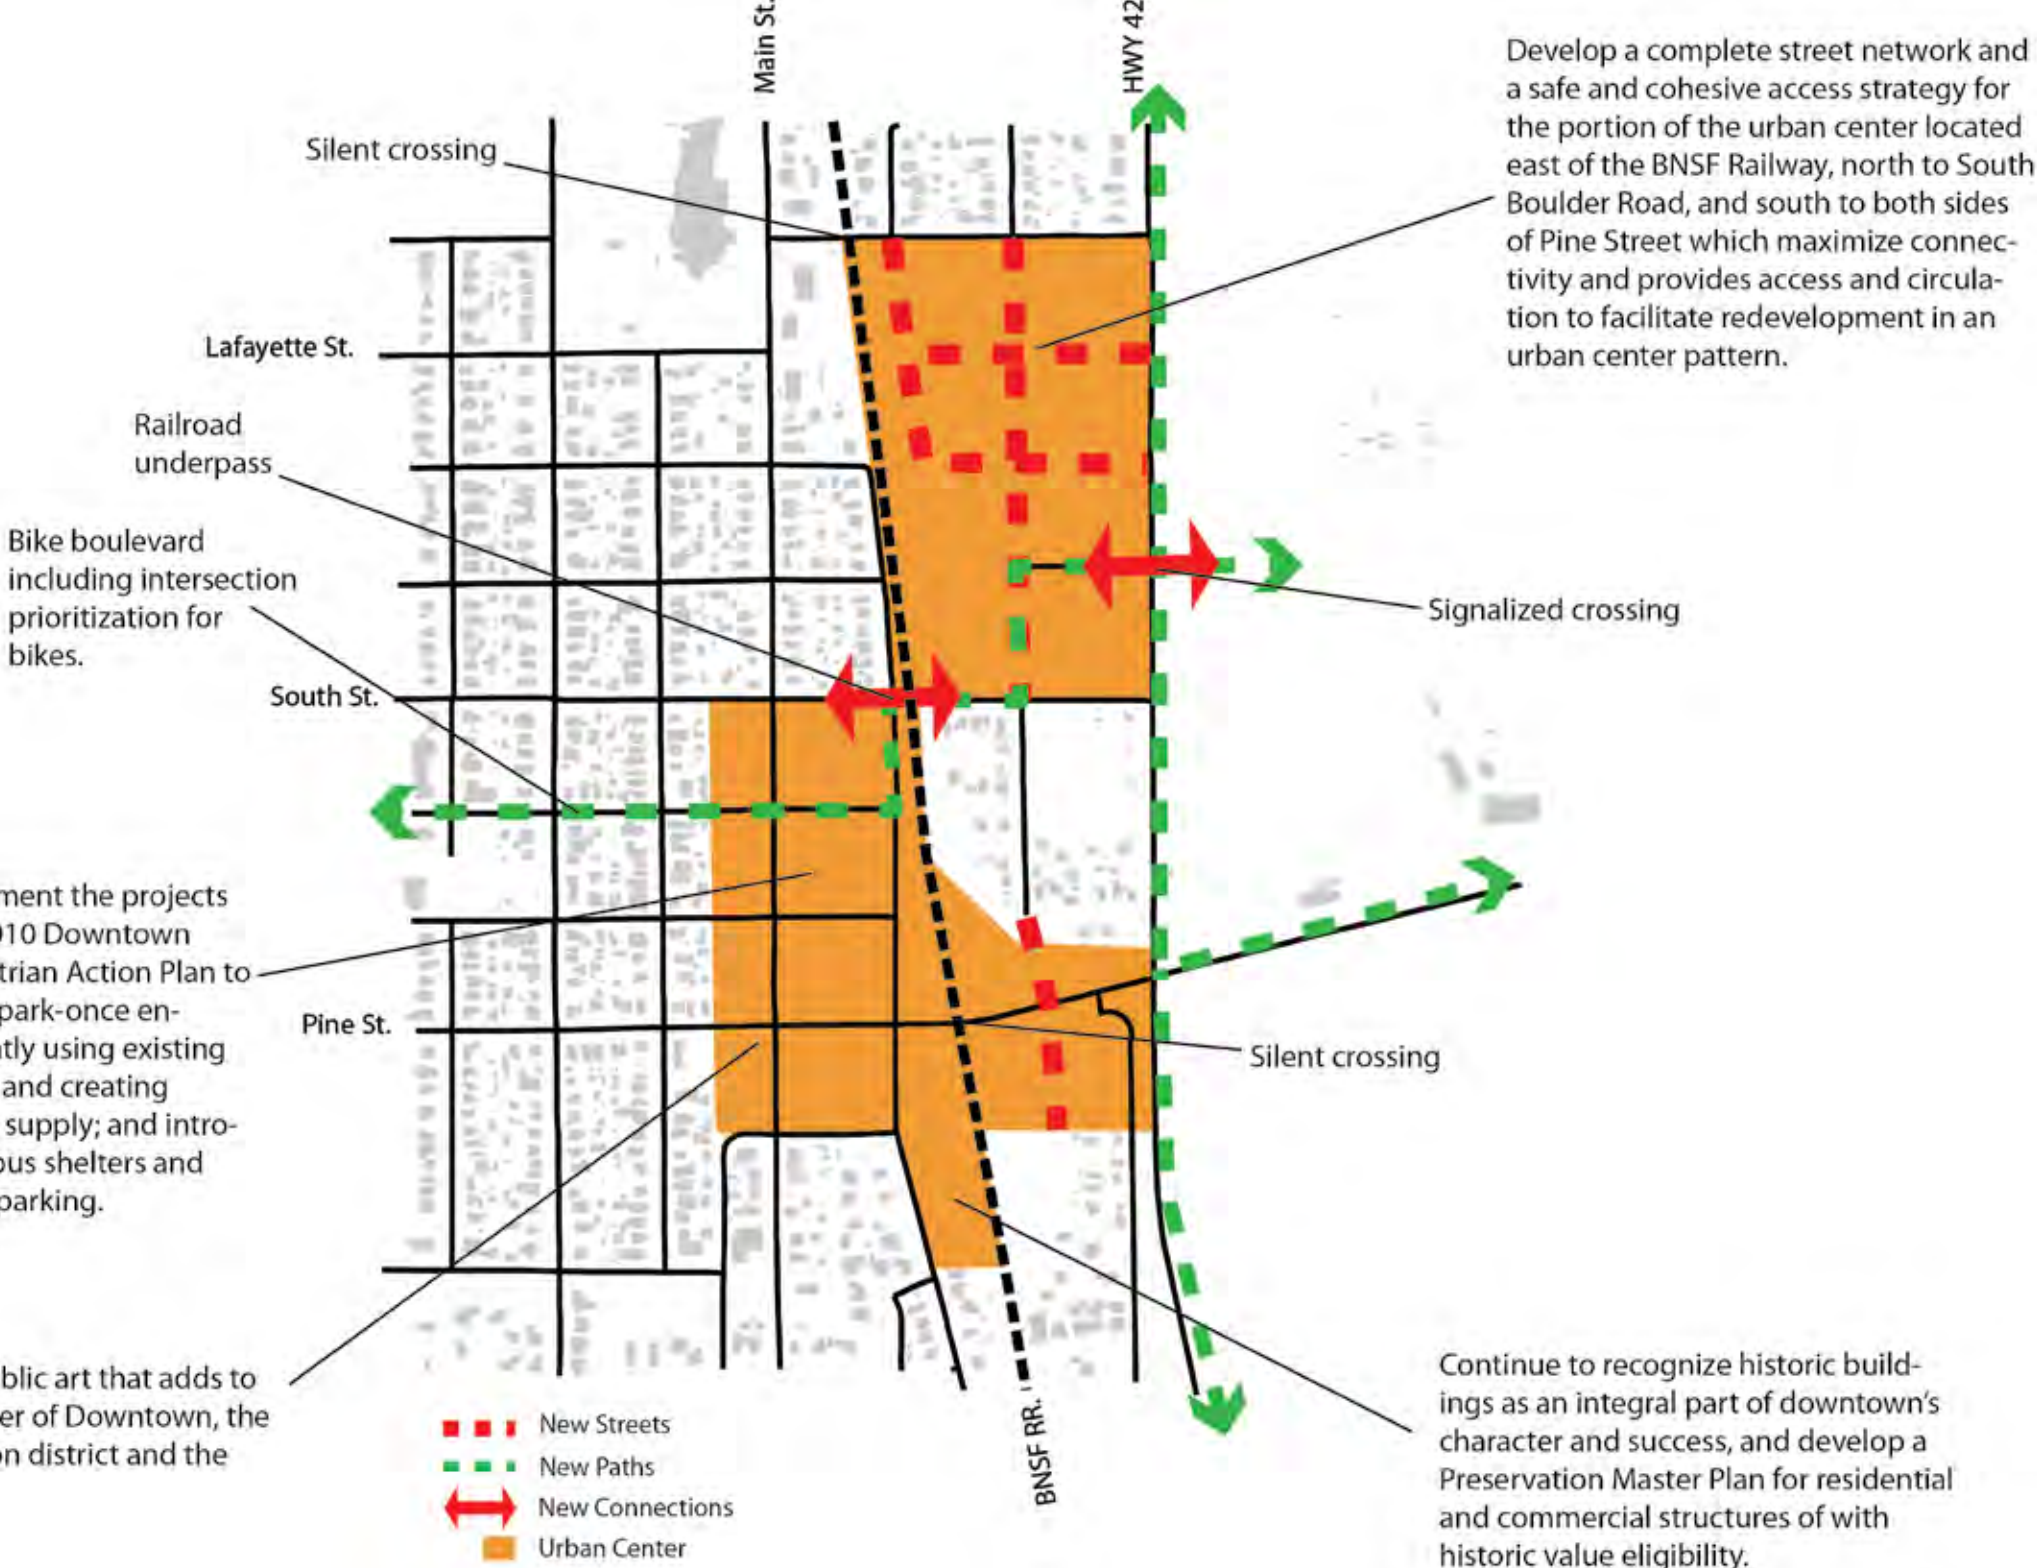 Main St.
HWY 42
Develop a complete street network and
a safe and cohesive access strategy for
the portion of the urban center located
east of the BNSF Railway, north to South
Boulder Road, and south to both sides
of Pine Street which maximize connec-
tivity and provides access and circula-
tion to facilitate redevelopment in an
urban center pattern.
Silent crossing
Lafayette St.
Railroad
underpass
Bike boulevard
including intersection
prioritization for
bikes.
Signalized crossing
South St.
ment the projects
010 Downtown
trian Action Plan to
park-once en-
tly using existing
and creating
supply; and intro-
bus shelters and
parking.
Pine St.
Silent crossing
blic art that adds to
er of Downtown, the
on district and the
BNSF RR.
New Streets
New Paths
New Connections
Urban Center
Continue to recognize historic build-
ings as an integral part of downtown's
character and success, and develop a
Preservation Master Plan for residential
and commercial structures of with
historic value eligibility.